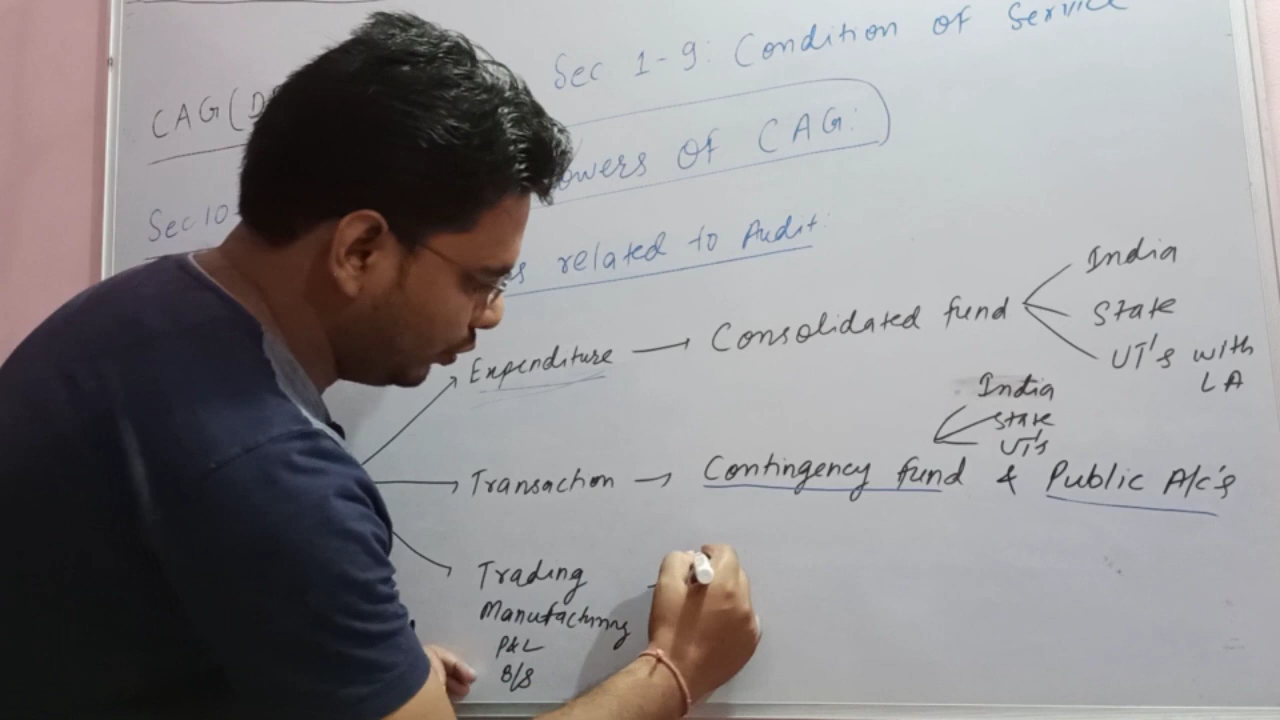 Sec 1-9: Condition of Service
CAG(D
owers of CAG:
Sec 10
related to Audit
Expenditure → Consolidated fund
India
State
UT's with
LA
India
State
UT's
Transaction → Contingency fund & Public A/c's
Trading
Manufacturing
P&L
B/S